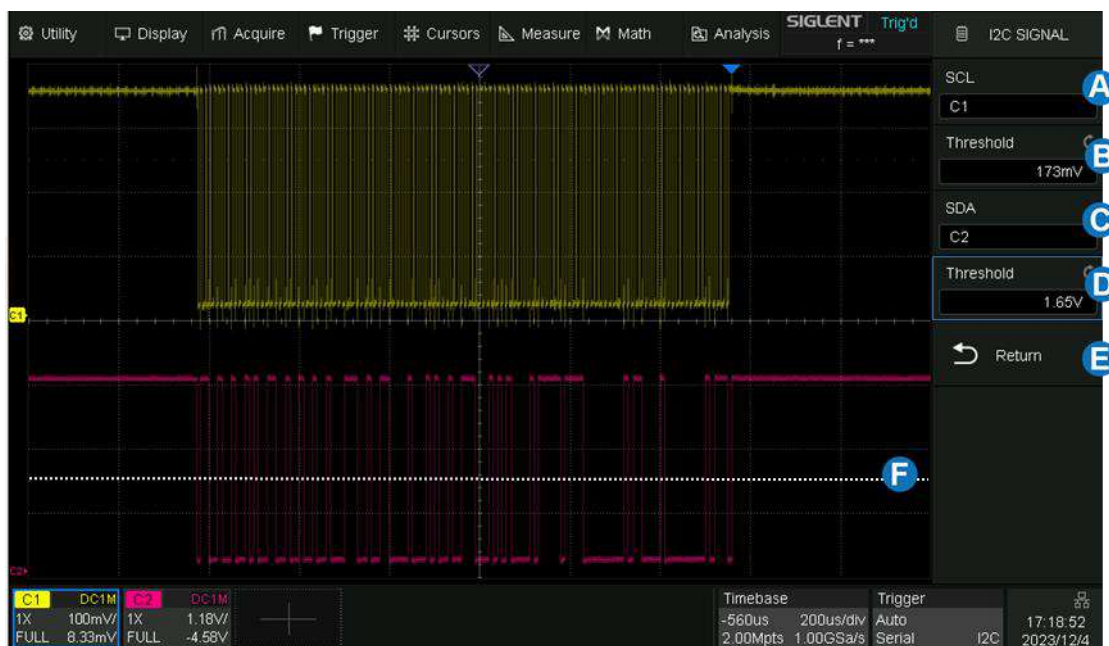 Utility Display Acquire Trigger Cursors Measure Math Analysis SIGLENT Trig'd I2C SIGNAL
f = ***
SCL
A
C1
Threshold
B
173mV
SDA
C
C2
Threshold
D
1.65V
C1
Return
E
F
C2
C1 DC1M C2 DC1M Timebase Trigger
1X 100mV/ 1X 1.18V/ -560us 200us/div Auto 17:18:52
FULL 8.33mV FULL -4.58V 2.00Mpts 1.00GSa/s Serial I2C 2023/12/4